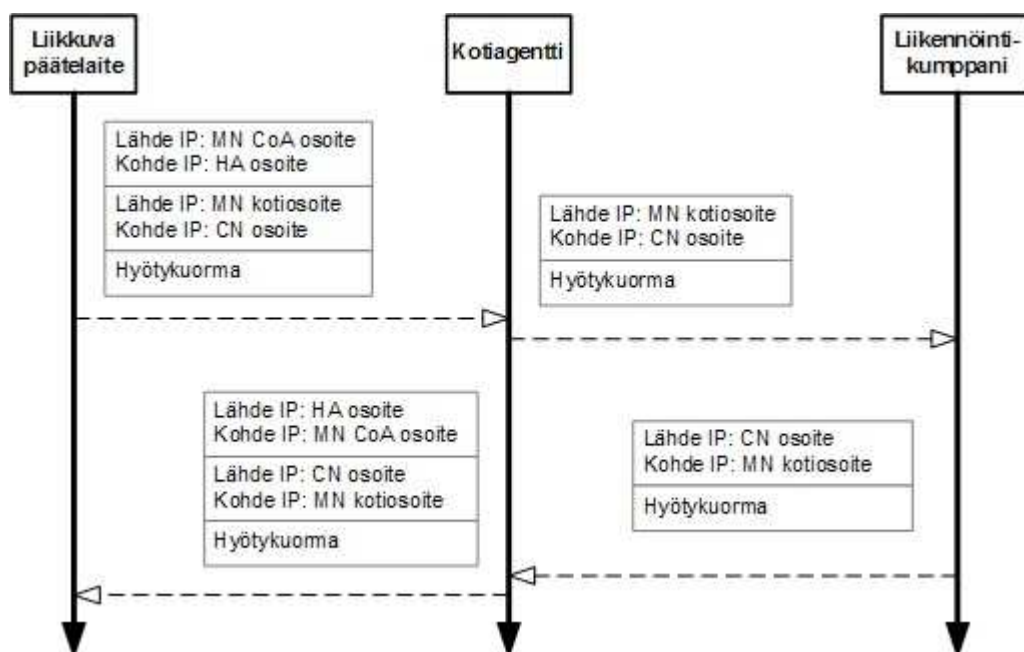 Liikkuva
päätelaite
Kotiagentti
Liikennöinti-
kumppani
Lähde IP: MN CoA osoite
Kohde IP: HA osoite
Lähde IP: MN kotiosoite
Kohde IP: CN osoite
Hyötykuorma
Lähde IP: MN kotiosoite
Kohde IP: CN osoite
Hyötykuorma
Lähde IP: HA osoite
Kohde IP: MN CoA osoite
Lähde IP: CN osoite
Kohde IP: MN kotiosoite
Hyötykuorma
Lähde IP: CN osoite
Kohde IP: MN kotiosoite
Hyötykuorma